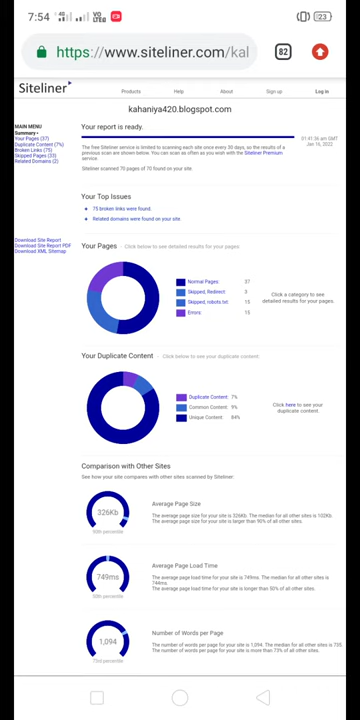 7:54 4G VO LTE 23
https://www.siteliner.com/kal 82
Siteliner
Products Help About Sign up Log in
kahaniya420.blogspot.com
MAIN MENU
Summary
Your Pages (37)
Duplicate Content (7%)
Broken Links (75)
Skipped Pages (33)
Related Domains (2)
Your report is ready.
01:41:36 am GMT
Jan 16, 2022
The free Siteliner service is limited to scanning each site once every 30 days, so the results of a
previous scan are shown below. You can scan as often as you wish with the Siteliner Premium
service.
Siteliner scanned 70 pages of 70 found on your site.
Your Top Issues
75 broken links were found.
Related domains were found on your site.
Download Site Report
Download Site Report PDF
Download XML Sitemap
Your Pages - Click below to see detailed results for your pages.
Normal Pages: 37
Skipped, Redirect: 3
Skipped, robots.txt: 15
Errors: 15
Click a category to see
detailed results for your pages.
Your Duplicate Content - Click below to see your duplicate content
Duplicate Content: 7%
Common Content: 9%
Unique Content: 84%
Click here to see your
duplicate content.
Comparison with Other Sites
See how your site compares with other sites scanned by Siteliner:
326Kb
90th percentile
Average Page Size
The average page size for your site is 326Kb. The median for all other sites is 102Kb.
The average page size for your site is larger than 90% of all other sites.
749ms
50th percentile
Average Page Load Time
The average page load time for your site is 749ms. The median for all other sites is
744ms.
The average page load time for your site is larger than 50% of all other sites.
1,094
73rd percentile
Number of Words per Page
The number of words per page for your site is 1,094. The median for all other sites is 735.
The number of words per page for your site is more than 73% of all other sites.